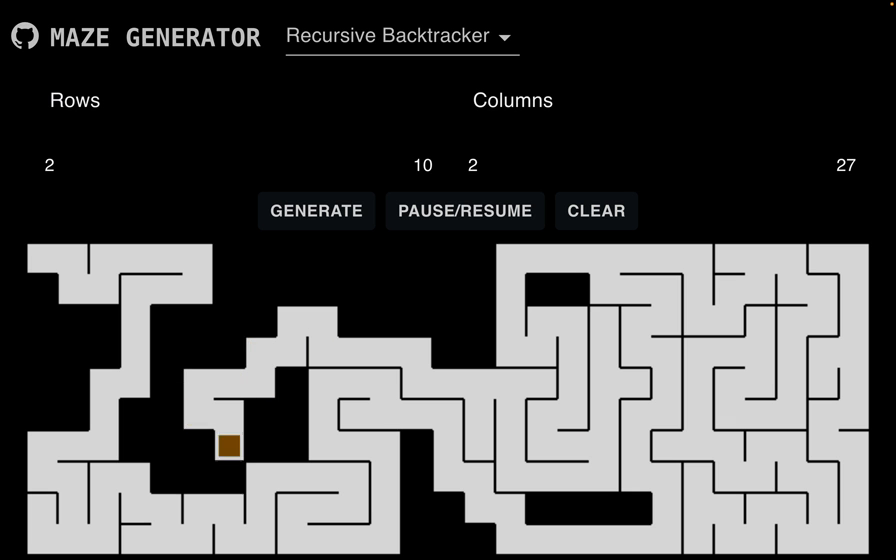 MAZE GENERATOR
Recursive Backtracker
Rows
Columns
2
10
2
27
GENERATE
PAUSE/RESUME
CLEAR